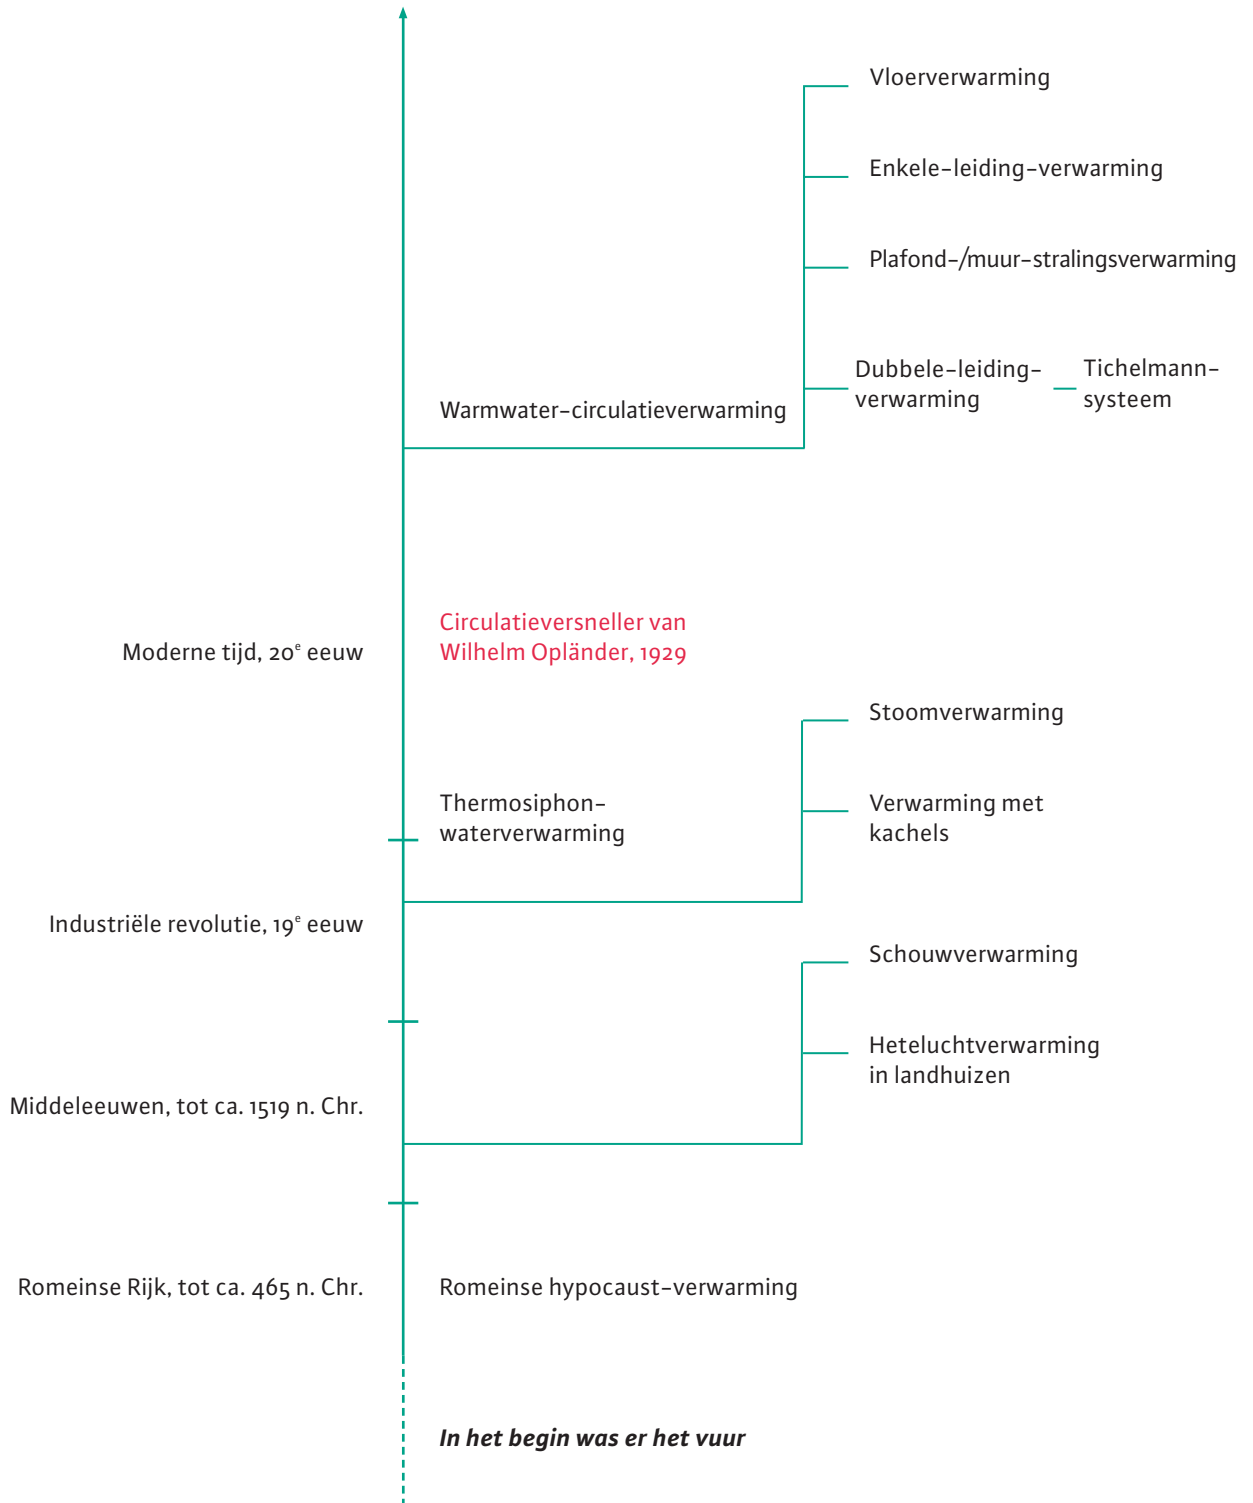 Vloerverwarming
Enkele-leiding-verwarming
Plafond-/muur-stralingsverwarming
Dubbele-leiding-
verwarming
Tichelmann-
systeem
Warmwater-circulatieverwarming
Circulatieversneller van
Wilhelm Opländer, 1929
Moderne tijd, 20e eeuw
Stoomverwarming
Thermosiphon-
waterverwarming
Verwarming met
kachels
Industriële revolutie, 19e eeuw
Schouwverwarming
Heteluchtverwarming
in landhuizen
Middeleeuwen, tot ca. 1519 n. Chr.
Romeinse Rijk, tot ca. 465 n. Chr.
Romeinse hypocaust-verwarming
In het begin was er het vuur